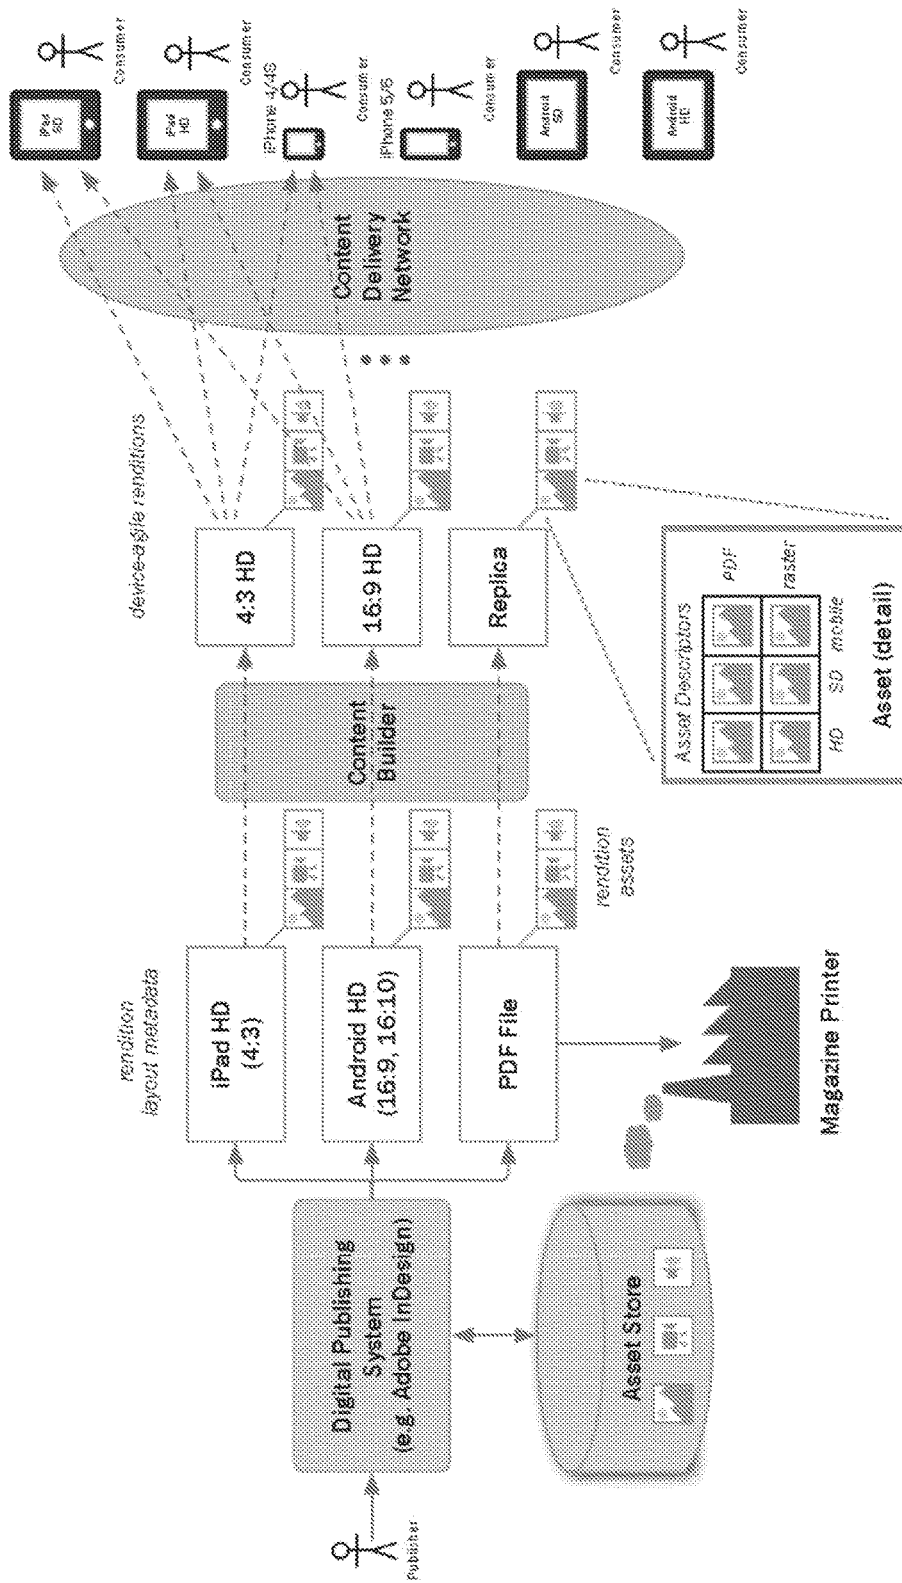 Publisher
Digital Publishing
System
(e.g. Adobe InDesign)
Asset Store
rendition
layout metadata
iPad HD
(4:3)
Android HD
(16:9, 16:10)
PDF File
Magazine Printer
rendition
assets
Content
Builder
device-agile renditions
4:3 HD
16:9 HD
Replica
Asset Descriptors
PDF
raster
HD
SD
mobile
Asset (detail)
Content
Delivery
Network
iPad
SD
Consumer
iPad
HD
Consumer
iPhone 4/4S
Consumer
iPhone 5/6
Consumer
Android
SD
Consumer
Android
HD
Consumer